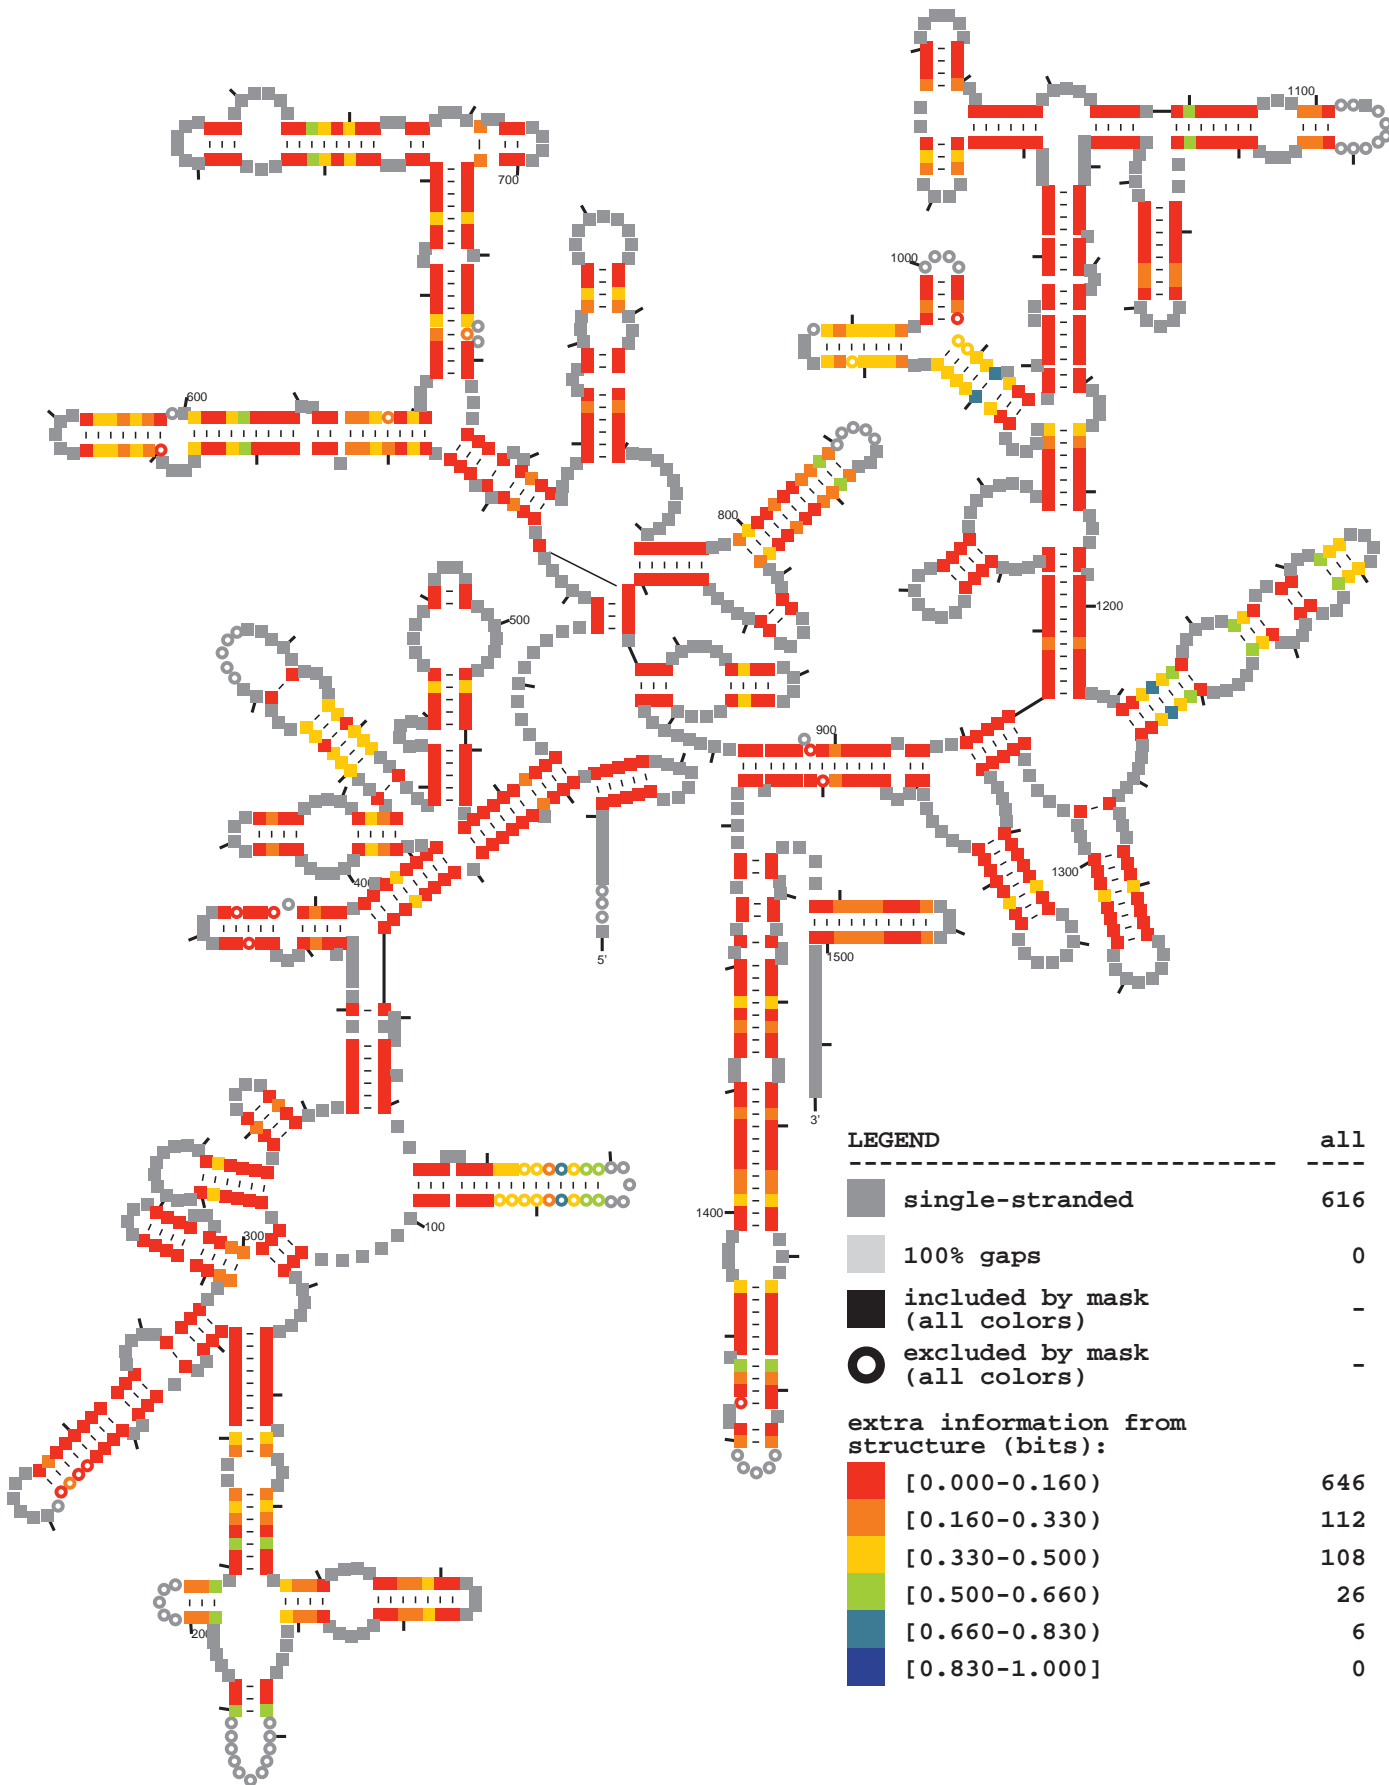 1100
700
1000
600
800
500
1200
900
1300
400
1500
5'
3'
LEGEND all
single-stranded 616
1400
100% gaps 0
100
300
included by mask
(all colors) -
excluded by mask
(all colors) -
extra information from
structure (bits):
[0.000-0.160) 646
[0.160-0.330) 112
[0.330-0.500) 108
[0.500-0.660) 26
[0.660-0.830) 6
200
[0.830-1.000] 0